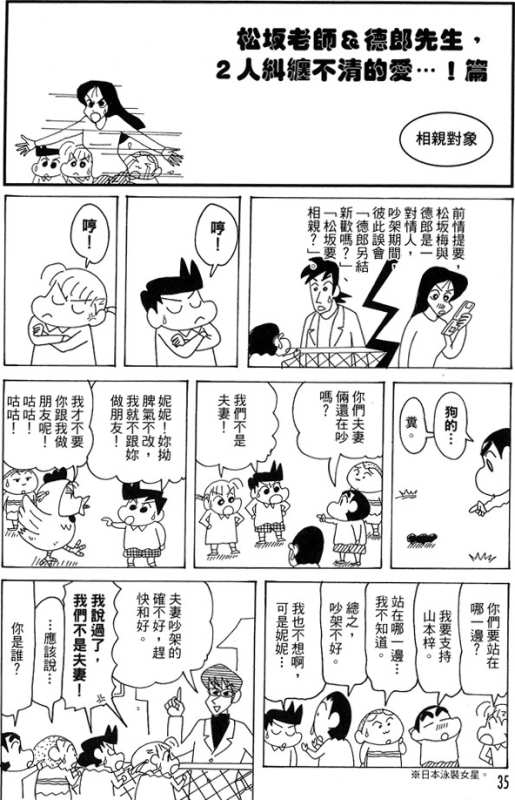 松坂老師＆德郎先生，
２人糾纏不清的愛…！篇
相親對象
前情提要，
松坂梅與
德郎是一
對情人，
吵架期間，
彼此誤會
「德郎另結
新歡嗎？」
「松坂要
相親？」
哼！
哼！
狗的…
糞。
你們夫妻
倆還在吵
嗎？
我們不是
夫妻！
妮妮！妳拗
脾氣不改，
我就不跟妳
做朋友！
我才不要
你跟我做
朋友呢！
咕咕！
咕咕！
你們要站在
哪一邊？
我要支持
山本梓。
站在哪一邊…
我不知道。
總之，
吵架不好。
我也不想啊，
可是妮妮…
※日本泳裝女星。
夫妻吵架的
確不好，趕
快和好。
我說過了，
我們不是夫妻！
…應該說…
你是誰？
35